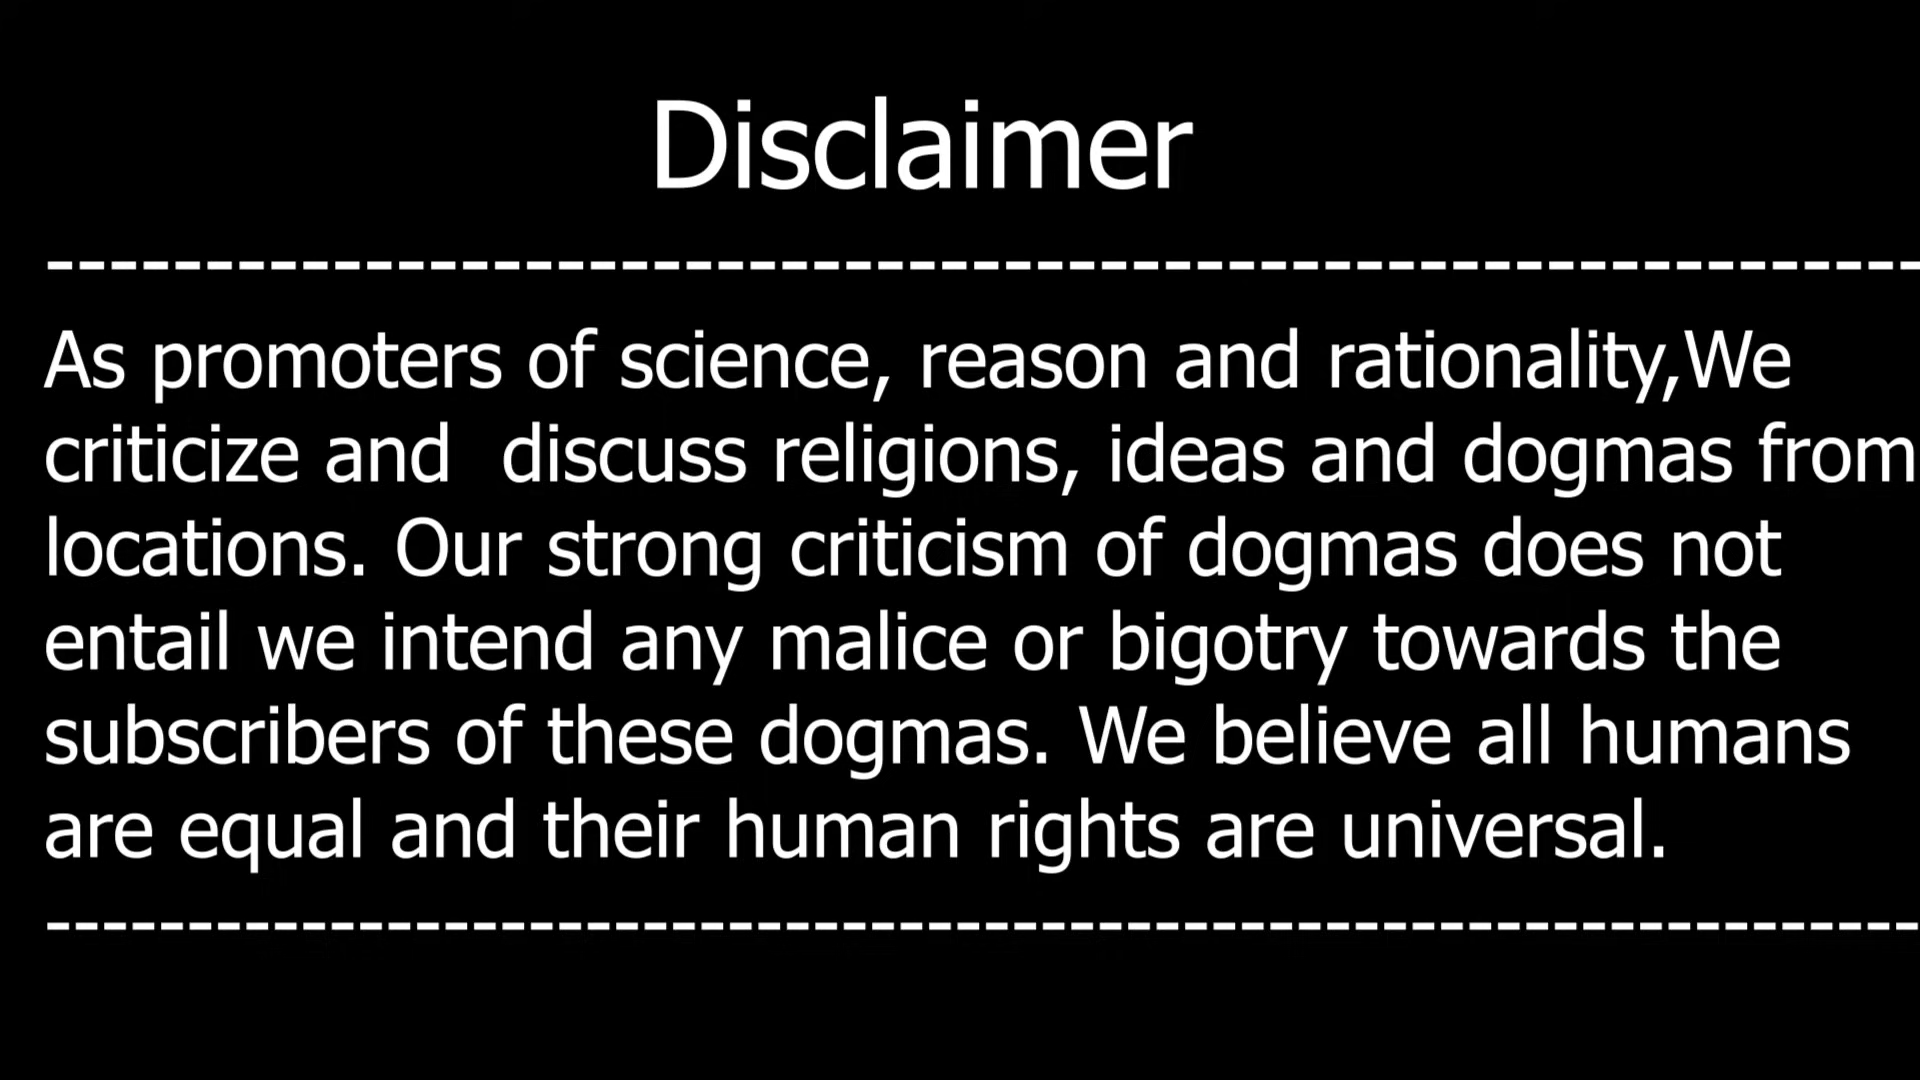 Disclaimer
------------------------------------------------------------
As promoters of science, reason and rationality,We
criticize and  discuss religions, ideas and dogmas from
locations. Our strong criticism of dogmas does not
entail we intend any malice or bigotry towards the
subscribers of these dogmas. We believe all humans
are equal and their human rights are universal.
------------------------------------------------------------------